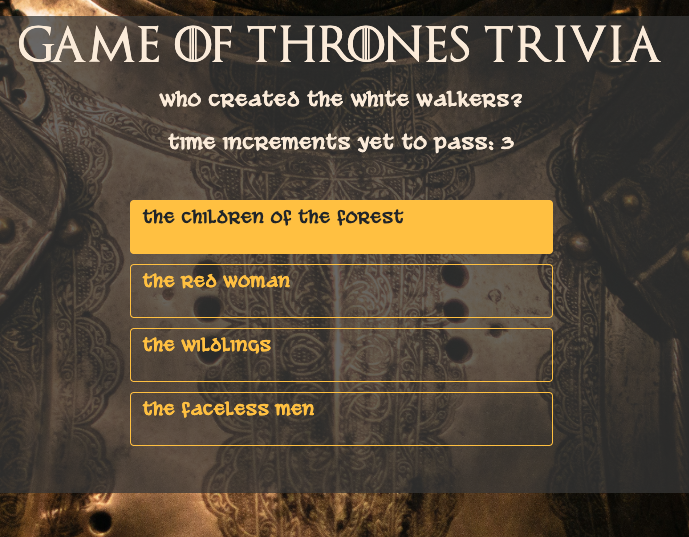 GAME OF THRONES TRIVIA
who created the white walkers?
time increments yet to pass: 3
the children of the forest
the red woman
the wildlings
the faceless men